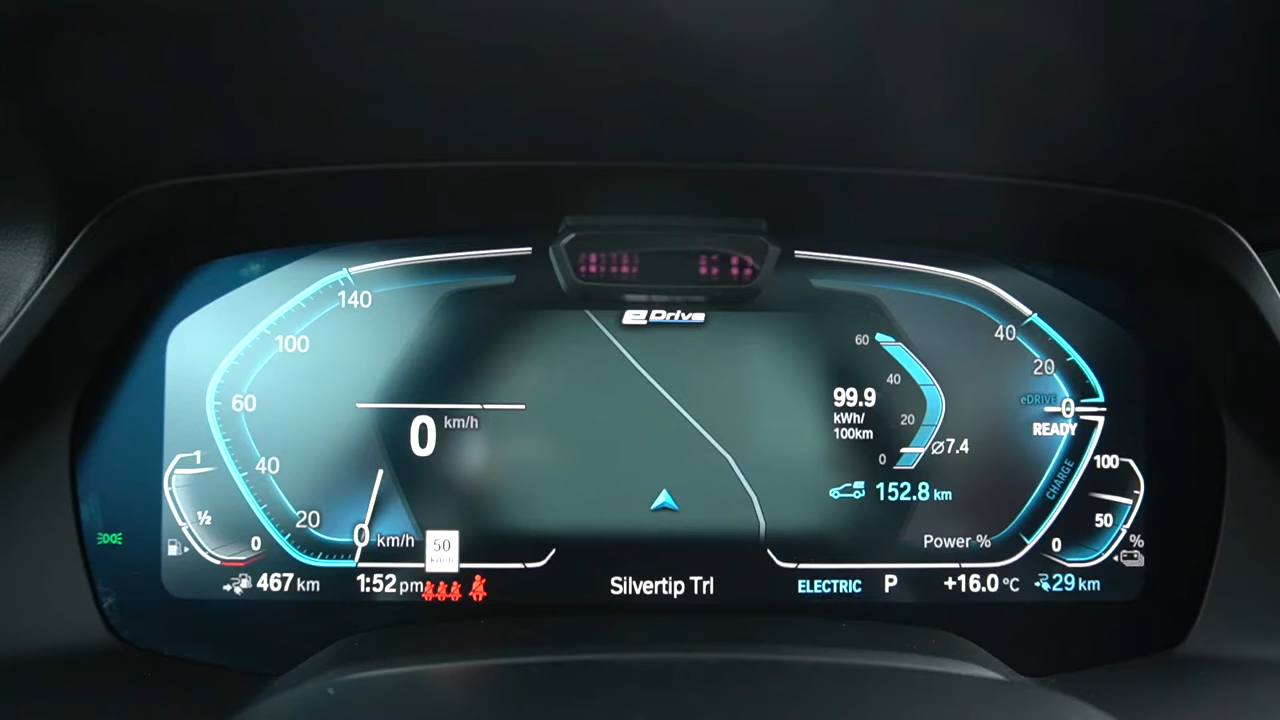 eDrive
140
100
60
40
20
0 km/h
0 km/h
1
½
0
50
km/h
467 km
1:52 pm
Silvertip Trl
60
40
20
0
99.9
kWh/
100km
Ø7.4
152.8 km
40
20
0
eDRIVE
READY
CHARGE
Power %
100
50
0
%
ELECTRIC
P
+16.0 °C
29 km